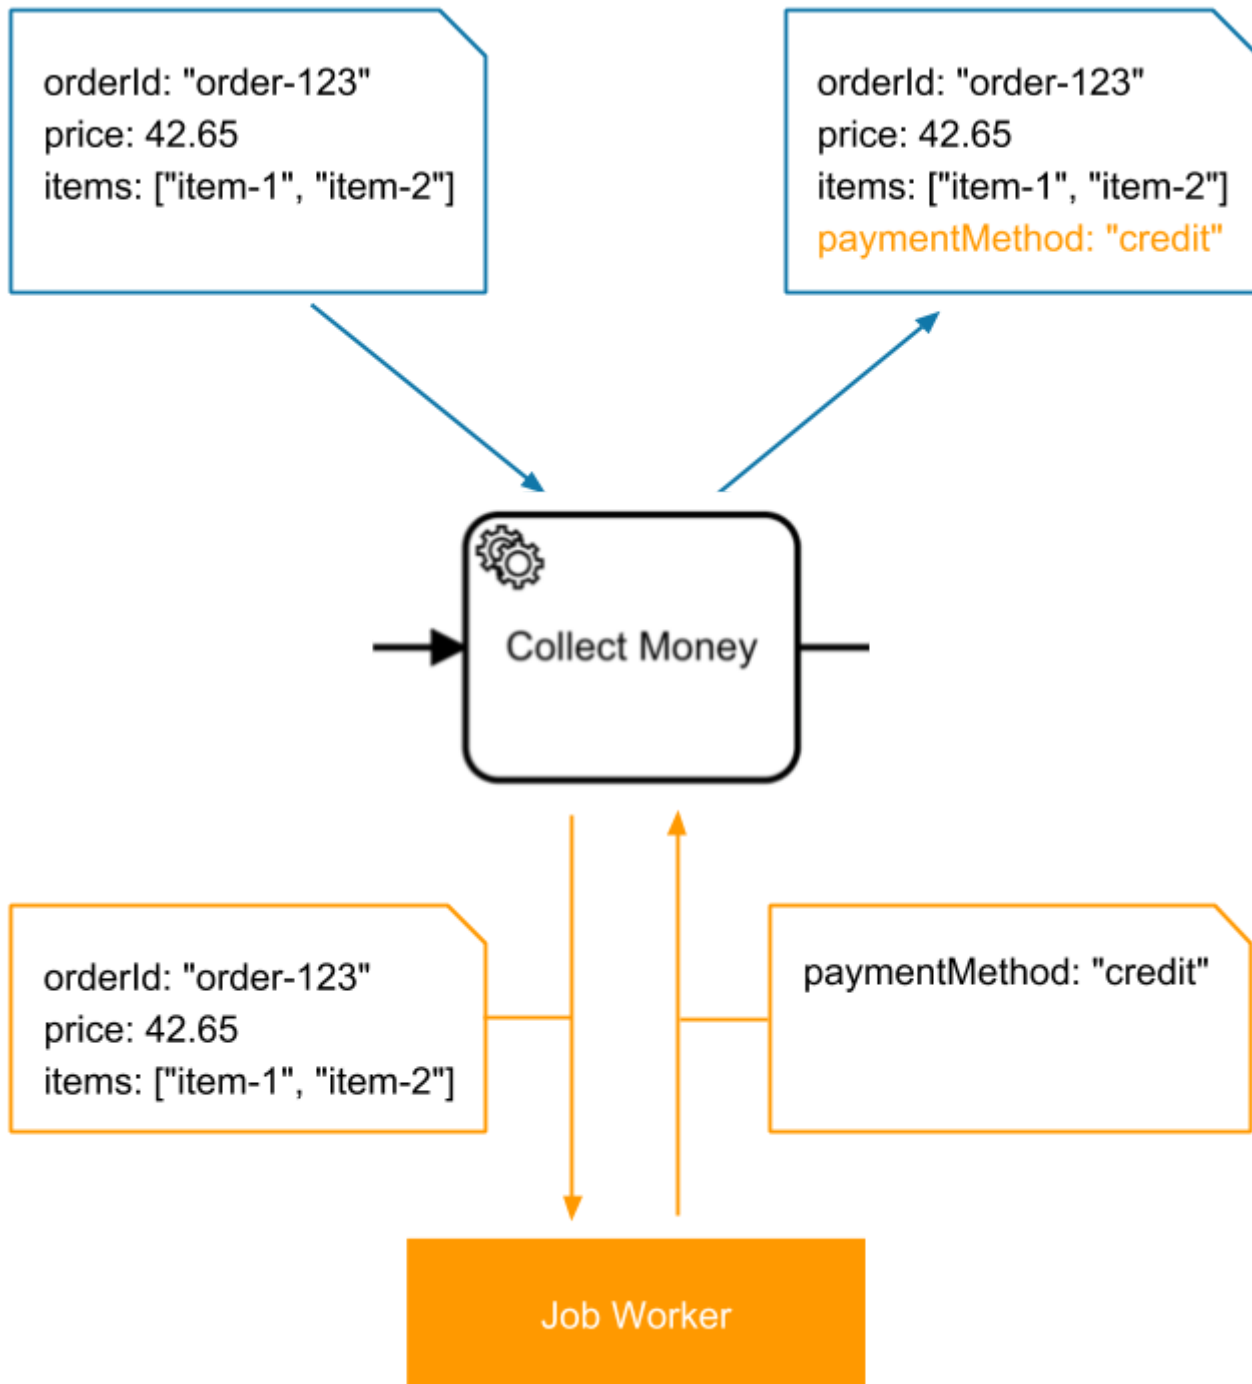 orderId: "order-123"
price: 42.65
items: ["item-1", "item-2"]
orderId: "order-123"
price: 42.65
items: ["item-1", "item-2"]
paymentMethod: "credit"
Collect Money
orderId: "order-123"
price: 42.65
items: ["item-1", "item-2"]
paymentMethod: "credit"
Job Worker